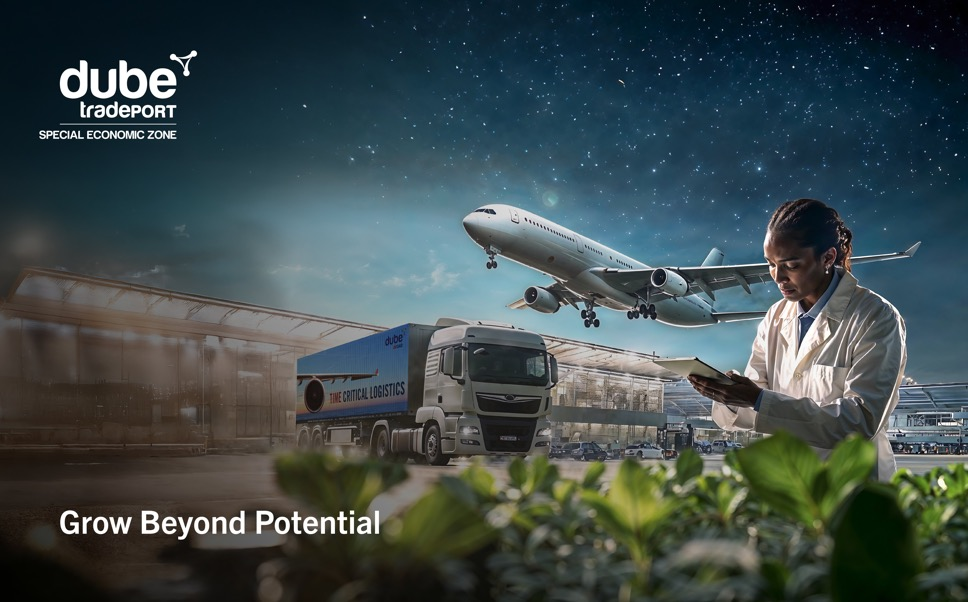 dube
tradePORT
SPECIAL ECONOMIC ZONE
dube
TIME CRITICAL LOGISTICS
Grow Beyond Potential